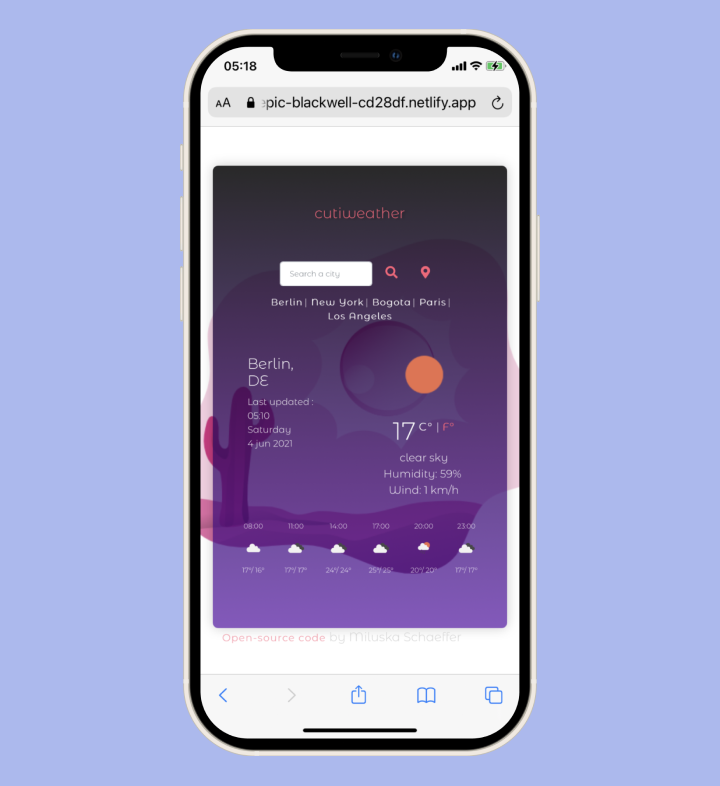 05:18
AA epic-blackwell-cd28df.netlify.app
cutiweather
Search a city
Berlin | New York | Bogota | Paris |
Los Angeles
Berlin,
DE
Last updated :
05:10
Saturday
4 jun 2021
17 C° | F°
clear sky
Humidity: 59%
Wind: 1 km/h
08:00 11:00 14:00 17:00 20:00 23:00
17°/ 16° 17°/ 17° 24°/ 24° 25°/ 25° 20°/ 20° 17°/ 17°
Open-source code by Miluska Schaeffer